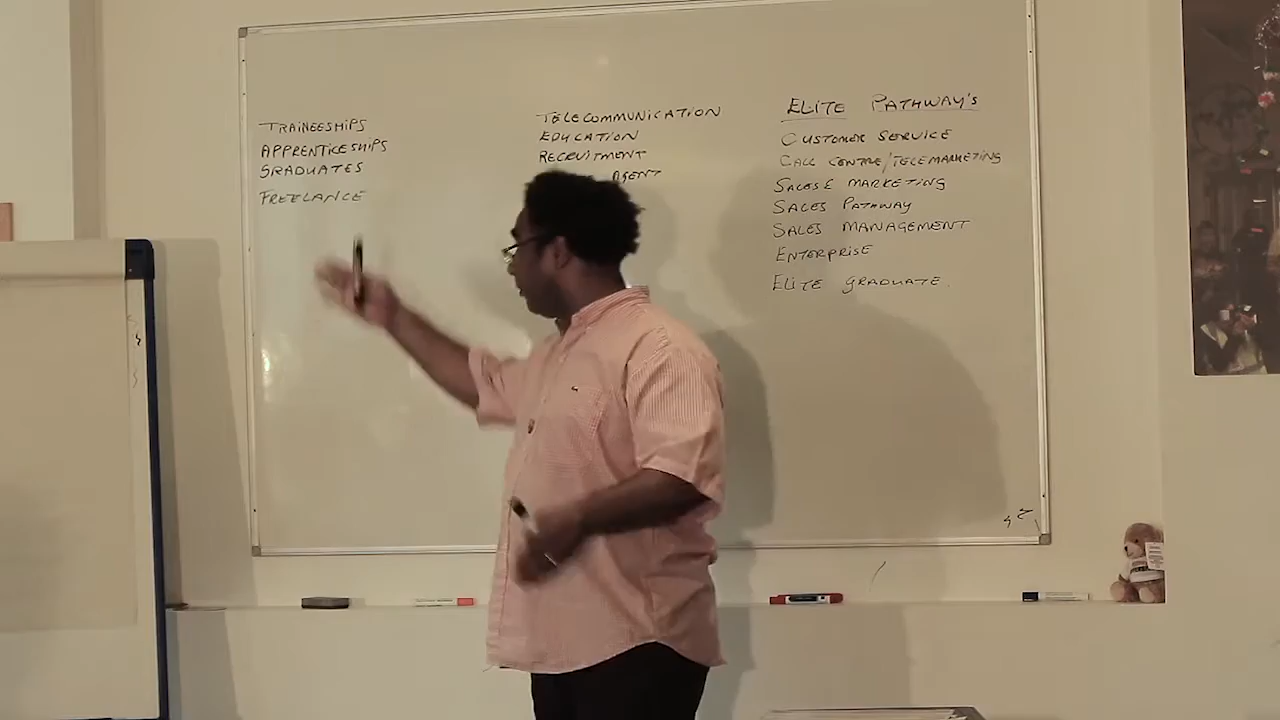 TRAINEESHIPS
APPRENTICESHIPS
GRADUATES
FREELANCE
TELECOMMUNICATION
EDUCATION
RECRUITMENT
AGENT
ELITE PATHWAY'S
CUSTOMER SERVICE
CALL CENTRE/TELEMARKETING
SALES & MARKETING
SALES PATHWAY
SALES MANAGEMENT
ENTERPRISE
ELITE GRADUATE.